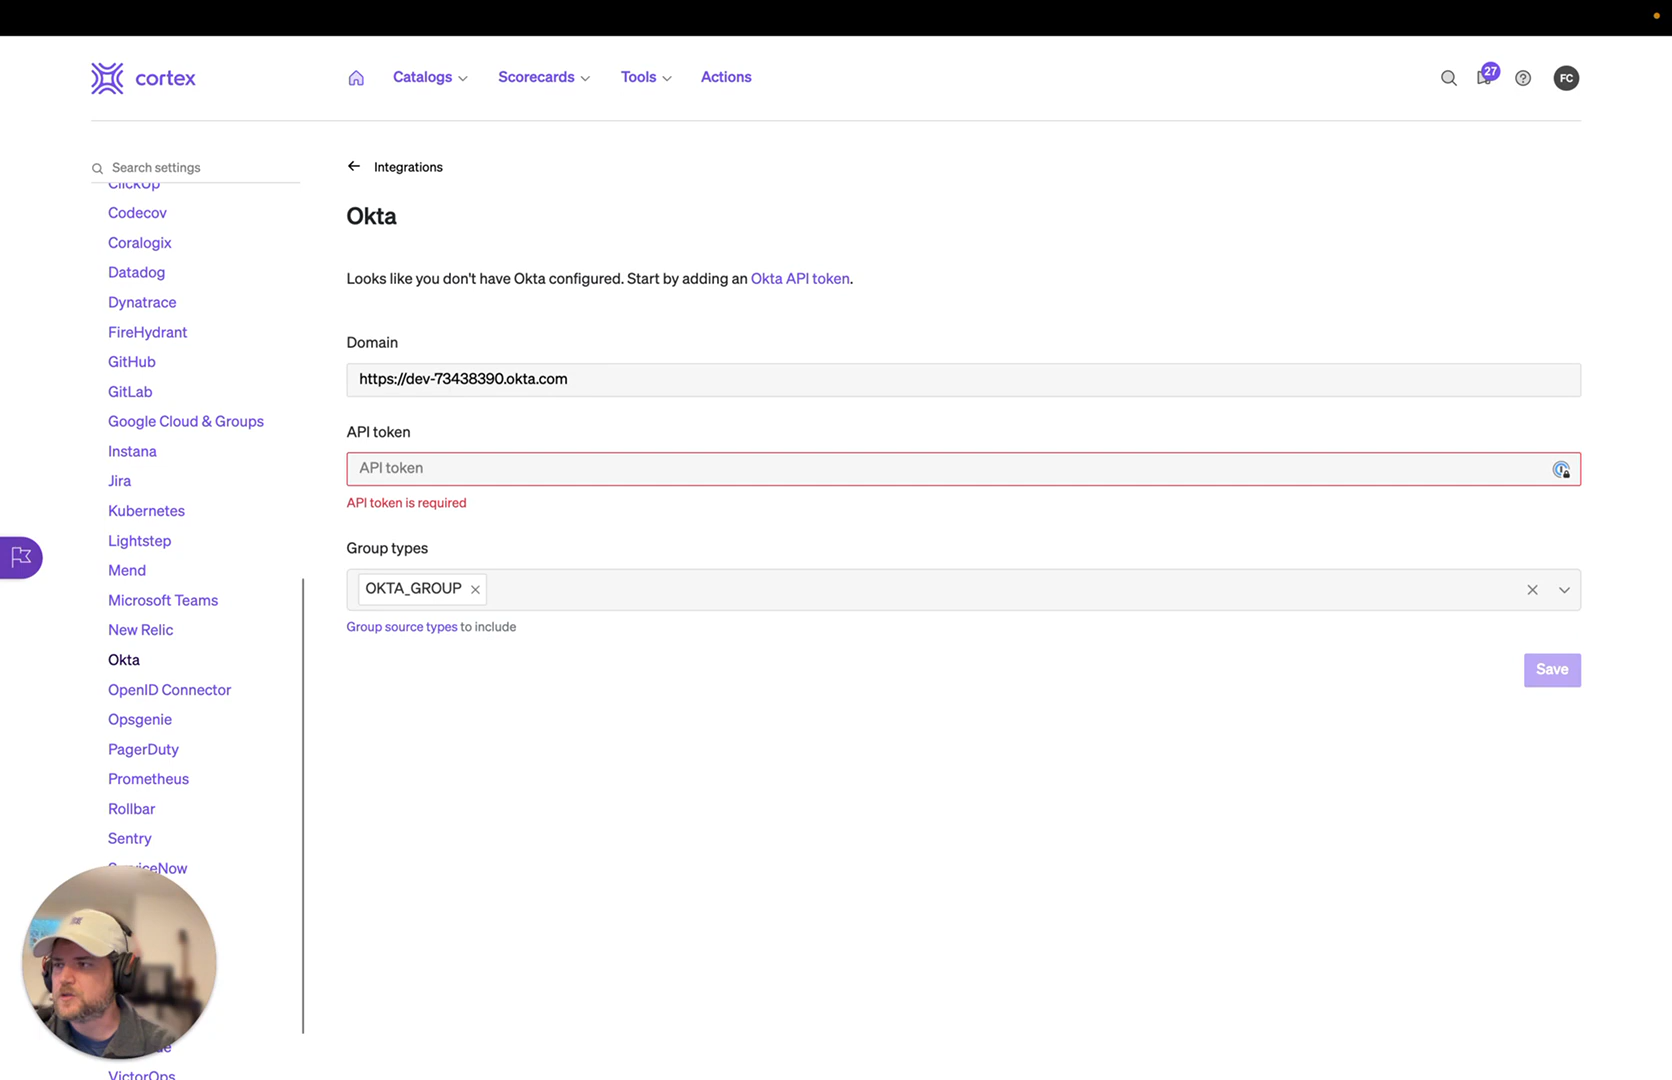 cortex
Catalogs
Scorecards
Tools
Actions
27
FC
Search settings
ClickUp
Codecov
Coralogix
Datadog
Dynatrace
FireHydrant
GitHub
GitLab
Google Cloud & Groups
Instana
Jira
Kubernetes
Lightstep
Mend
Microsoft Teams
New Relic
Okta
OpenID Connector
Opsgenie
PagerDuty
Prometheus
Rollbar
Sentry
ServiceNow
VictorOps
Integrations
Okta
Looks like you don't have Okta configured. Start by adding an Okta API token.
Domain
https://dev-73438390.okta.com
API token
API token
API token is required
Group types
OKTA_GROUP
Group source types to include
Save